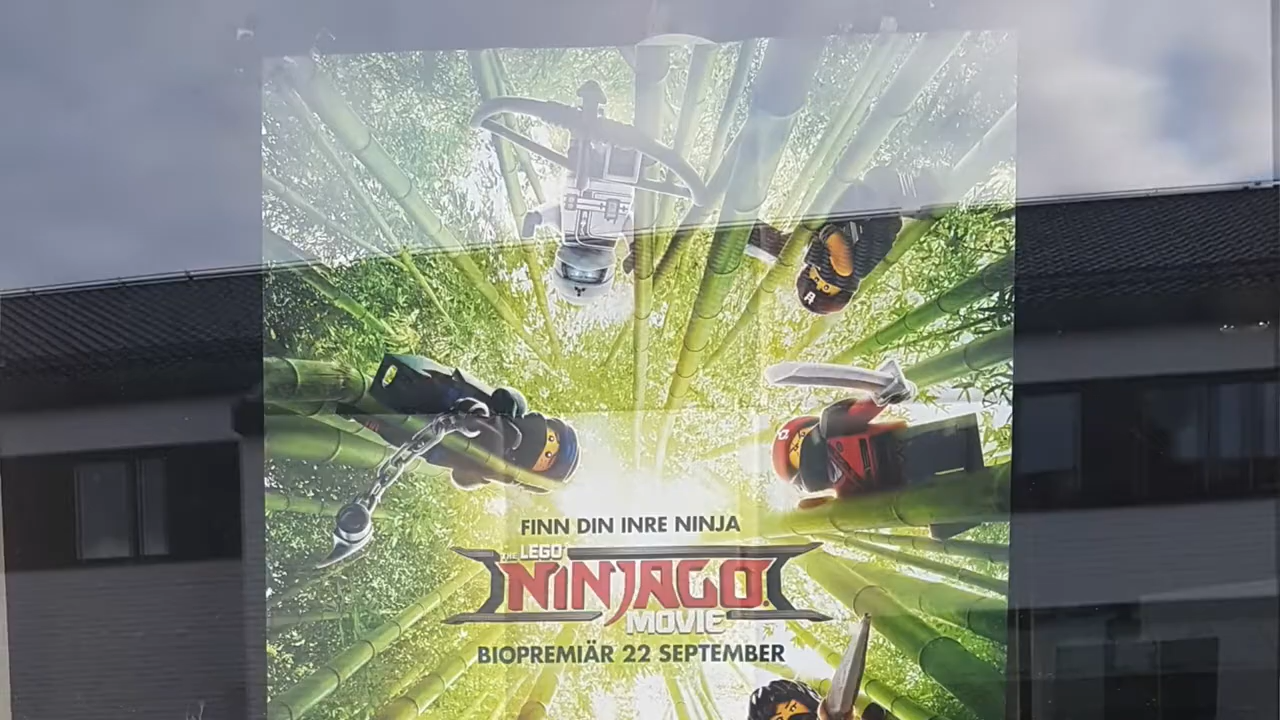 FINN DIN INRE NINJA
THE LEGO
NINJAGO
MOVIE
BIOPREMIÄR 22 SEPTEMBER